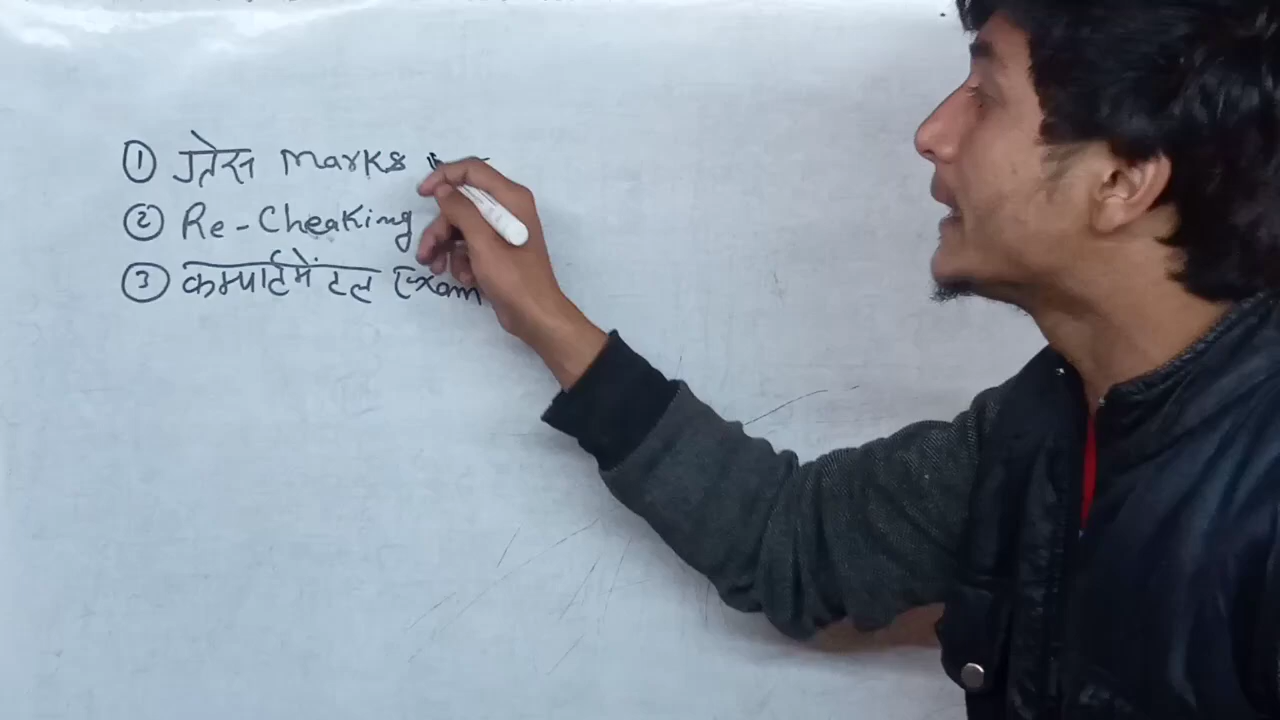 ① ग्रेस Marks
② Re-Cheaking
③ कम्पार्टमेंटल Exam